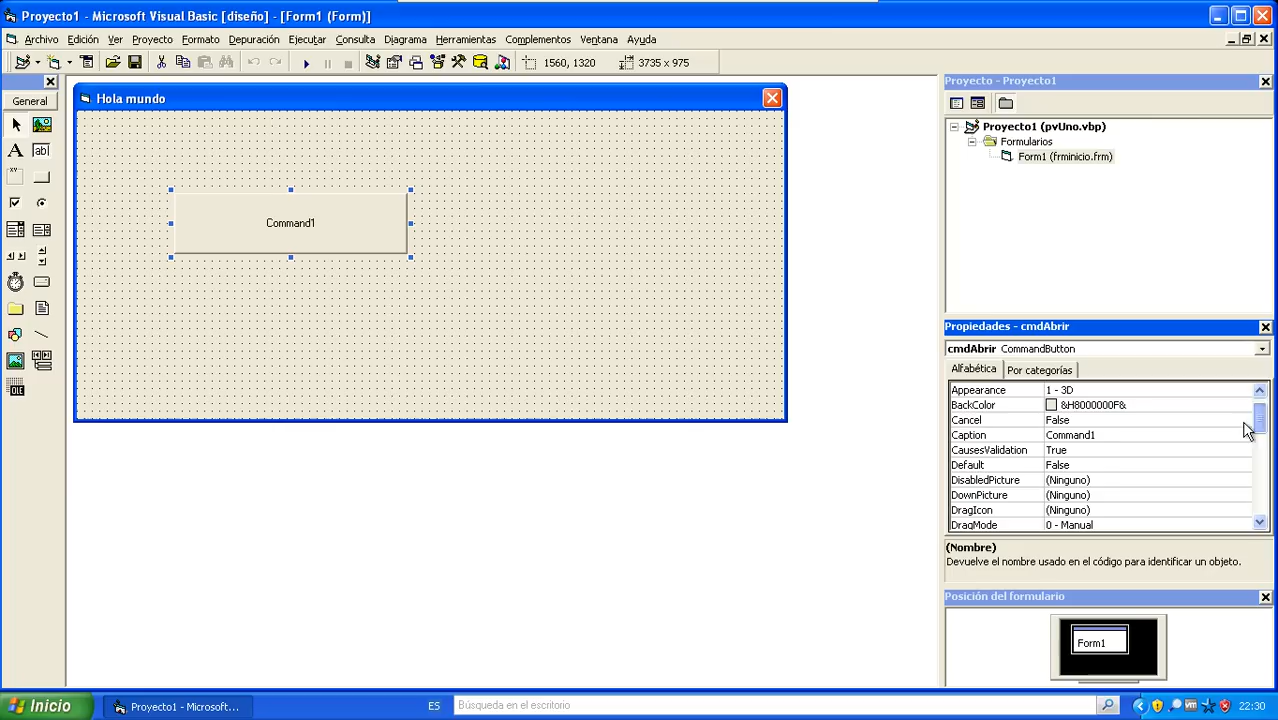 Proyecto1 - Microsoft Visual Basic [diseño] - [Form1 (Form)]
Archivo Edición Ver Proyecto Formato Depuración Ejecutar Consulta Diagrama Herramientas Complementos Ventana Ayuda
1560, 1320 3735 x 975
General
A ab|
xv
OLE
Hola mundo
Command1
Proyecto - Proyecto1
Proyecto1 (pvUno.vbp)
Formularios
Form1 (frminicio.frm)
Propiedades - cmdAbrir
cmdAbrir CommandButton
Alfabética Por categorías
Appearance 1 - 3D
BackColor &H8000000F&
Cancel False
Caption Command1
CausesValidation True
Default False
DisabledPicture (Ninguno)
DownPicture (Ninguno)
DragIcon (Ninguno)
DragMode 0 - Manual
(Nombre)
Devuelve el nombre usado en el código para identificar un objeto.
Posición del formulario
Form1
Inicio Proyecto1 - Microsoft... ES Búsqueda en el escritorio 22:30